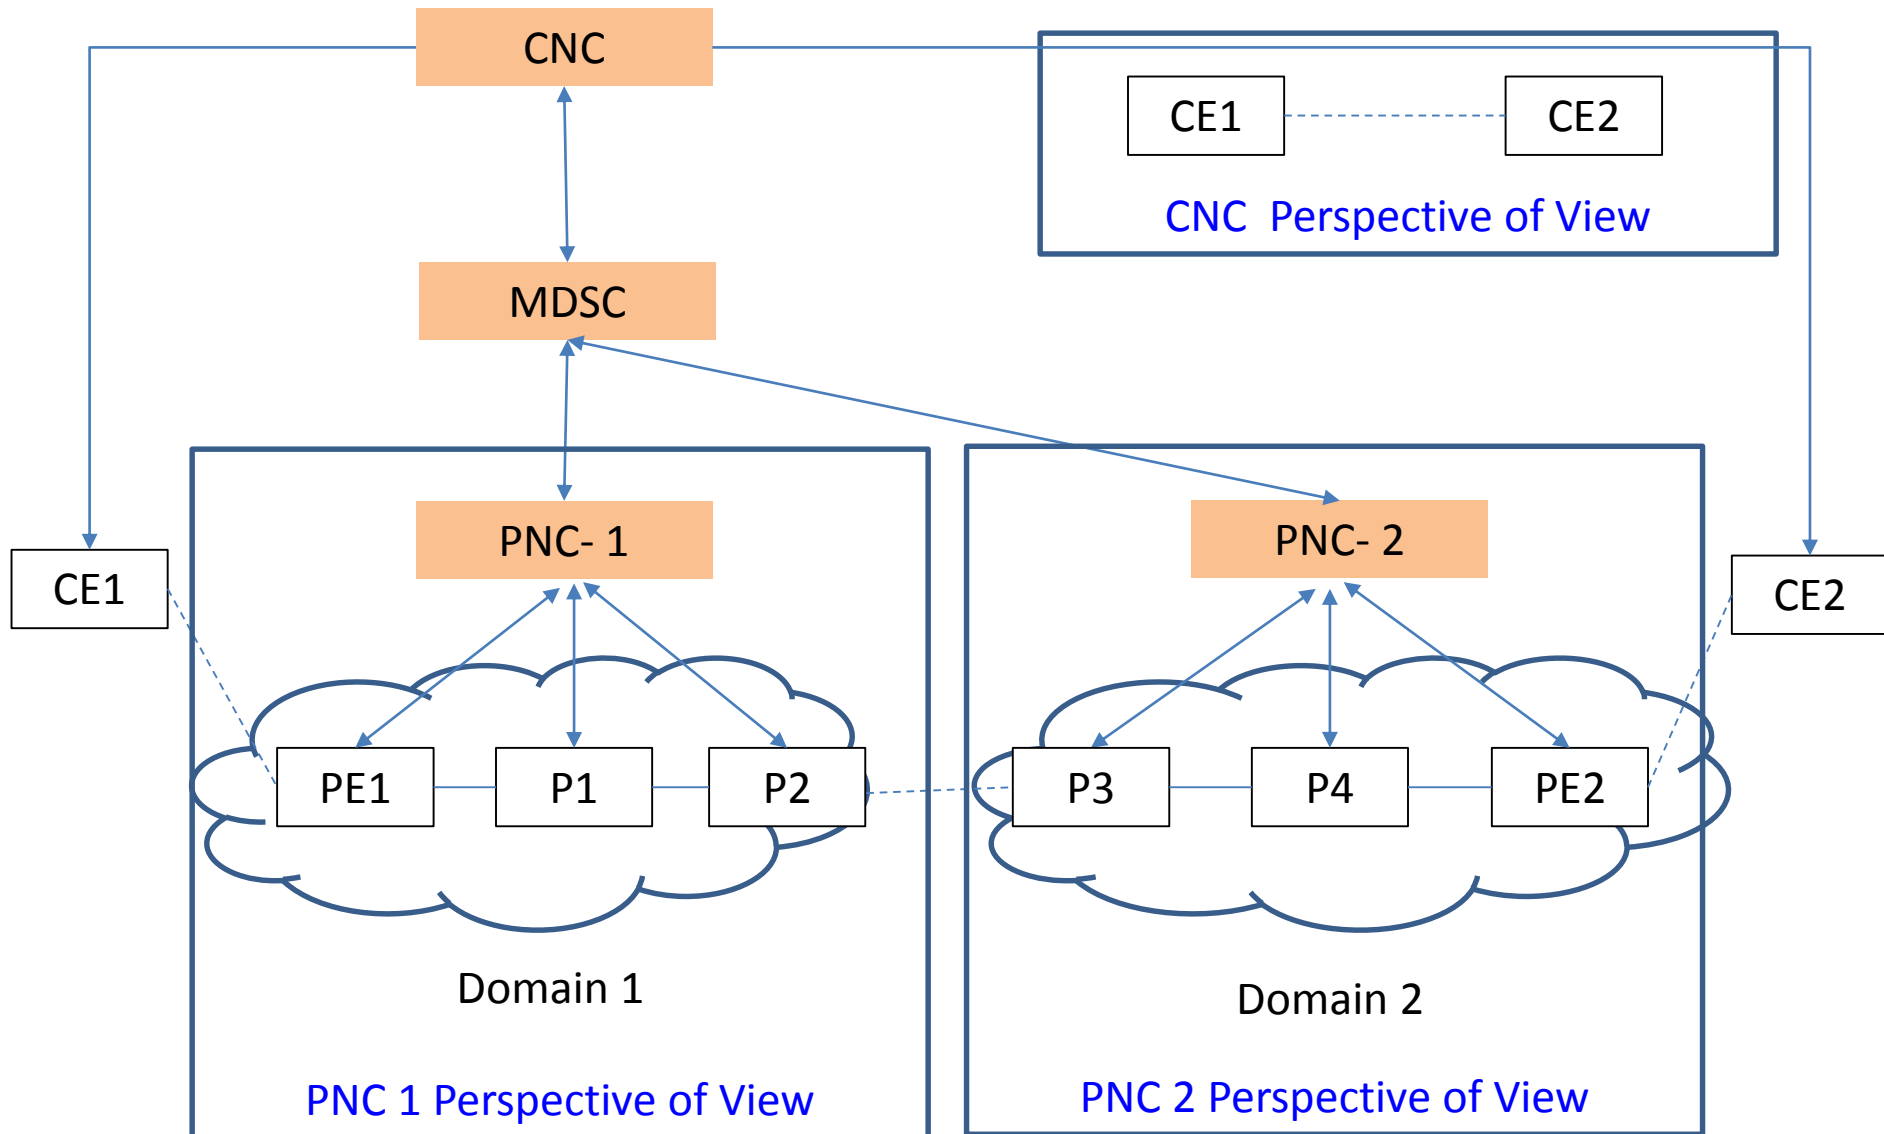 CNC
CE1
CE2
CNC  Perspective of View
MDSC
PNC- 1
PNC- 2
CE1
CE2
PE1
P1
P2
P3
P4
PE2
Domain 1
Domain 2
PNC 1 Perspective of View
PNC 2 Perspective of View